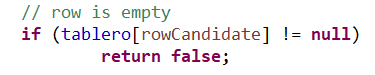 // row is empty
if (tablero[rowCandidate] != null)
return false;